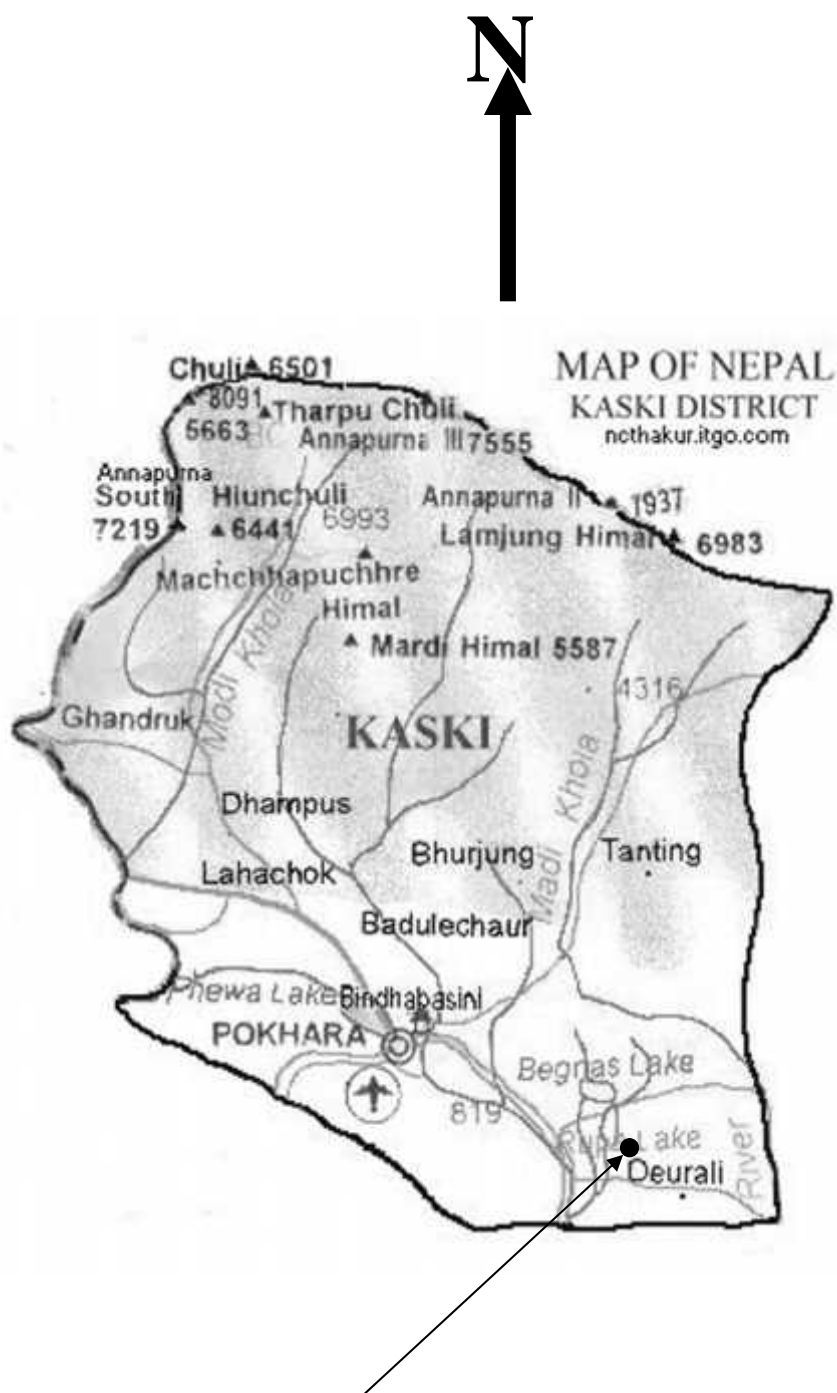 N
MAP OF NEPAL
KASKI DISTRICT
ncthakur.itgo.com
Chuli 6501
8091
Tharpu Chuli
5663
Annapurna III 7555
Annapurna
South
7219
Hiunchuli
6441
6993
Annapurna II
1937
Lamjung Himal
6983
Machchhapuchhre
Himal
Mardi Himal 5587
4316
Modi Khola
Ghandruk
KASKI
Madi Khola
Dhampus
Bhurjung
Tanting
Lahachok
Badulechaur
Phewa Lake
Bindhabasini
POKHARA
Begnas Lake
819
Lake
Deurali
River